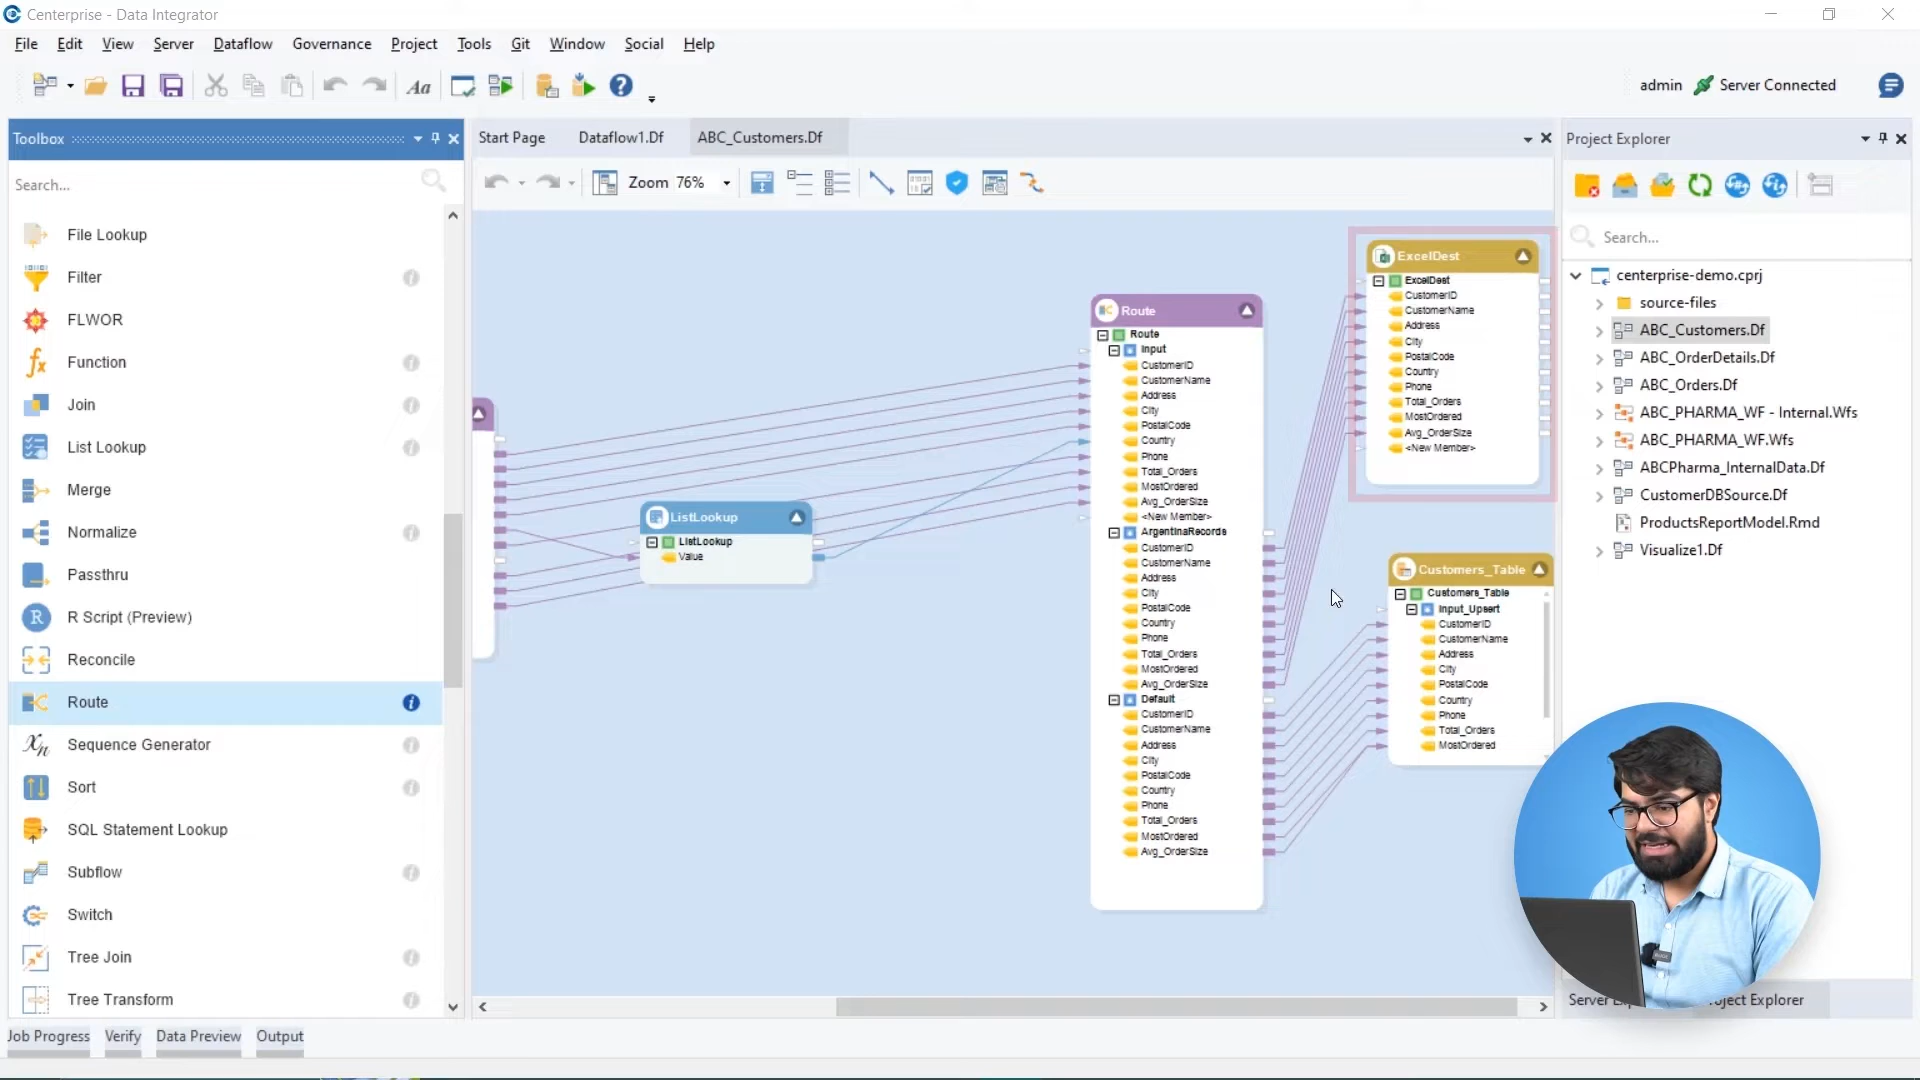 Centerprise - Data Integrator
File Edit View Server Dataflow Governance Project Tools Git Window Social Help
Aa
admin Server Connected
Toolbox
Search...
File Lookup
Filter
FLWOR
Function
Join
List Lookup
Merge
Normalize
Passthru
R Script (Preview)
Reconcile
Route
Sequence Generator
Sort
SQL Statement Lookup
Subflow
Switch
Tree Join
Tree Transform
Start Page Dataflow1.Df ABC_Customers.Df
Zoom 76%
ListLookup
ListLookup
Value
Route
Route
Input
CustomerID
CustomerName
Address
City
PostalCode
Country
Phone
Total_Orders
MostOrdered
Avg_OrderSize
<New Member>
ArgentinaRecords
CustomerID
CustomerName
Address
City
PostalCode
Country
Phone
Total_Orders
MostOrdered
Avg_OrderSize
Default
CustomerID
CustomerName
Address
City
PostalCode
Country
Phone
Total_Orders
MostOrdered
Avg_OrderSize
ExcelDest
ExcelDest
CustomerID
CustomerName
Address
City
PostalCode
Country
Phone
Total_Orders
MostOrdered
Avg_OrderSize
<New Member>
Customers_Table
Customers_Table
Input_Upsert
CustomerID
CustomerName
Address
City
PostalCode
Country
Phone
Total_Orders
MostOrdered
Project Explorer
Search...
centerprise-demo.cprj
source-files
ABC_Customers.Df
ABC_OrderDetails.Df
ABC_Orders.Df
ABC_PHARMA_WF - Internal.Wfs
ABC_PHARMA_WF.Wfs
ABCPharma_InternalData.Df
CustomerDBSource.Df
ProductsReportModel.Rmd
Visualize1.Df
Server Explorer
Job Progress Verify Data Preview Output